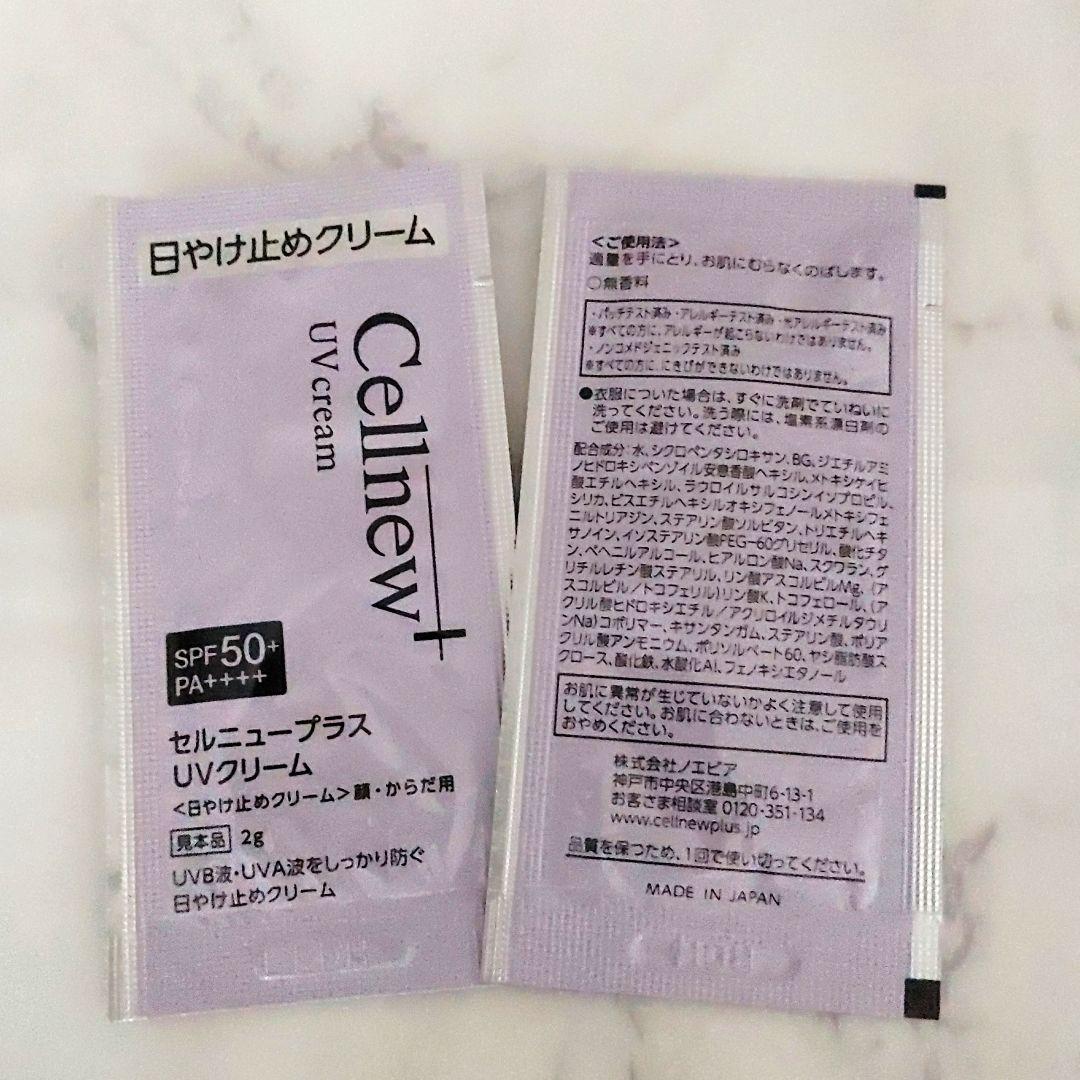 日やけ止めクリーム
Cellnew+
UV cream
SPF50+
PA++++
セルニュープラス
UVクリーム
<日やけ止めクリーム>顔・からだ用
見本品 2g
UVB波・UVA波をしっかり防ぐ
日やけ止めクリーム
<ご使用法>
適量を手にとり、お肌にむらなくのばします。
○無香料
・パッチテスト済み・アレルギーテスト済み・光アレルギーテスト済み
※すべての方に、アレルギーが起こらないわけではありません。
・ノンコメドジェニックテスト済み
※すべての方に、にきびができないわけではありません。
●衣服についた場合は、すぐに洗剤でていねいに
洗ってください。洗う際には、塩素系漂白剤の
ご使用は避けてください。
配合成分:水、シクロペンタシロキサン、BG、ジエチルアミ
ノヒドロキシベンゾイル安息香酸ヘキシル、メトキシケイヒ
酸エチルヘキシル、ラウロイルサルコシンイソプロピル、
シリカ、ビスエチルヘキシルオキシフェノールメトキシフェ
ニルトリアジン、ステアリン酸ソルビタン、トリエチルヘキ
サノイン、イソステアリン酸PEG-60グリセリル、酸化チタ
ン、ベヘニルアルコール、ヒアルロン酸Na、スクワラン、グ
リチルレチン酸ステアリル、リン酸アスコルビルMg、(ア
スコルビル/トコフェリル)リン酸K、トコフェロール、(ア
クリル酸ヒドロキシエチル/アクリロイルジメチルタウリ
ンNa)コポリマー、キサンタンガム、ステアリン酸、ポリア
クリル酸アンモニウム、ポリソルベート60、ヤシ脂肪酸ス
クロース、酸化鉄、水酸化Al、フェノキシエタノール
お肌に異常が生じていないかよく注意して使用
してください。お肌に合わないときは、ご使用を
おやめください。
株式会社ノエビア
神戸市中央区港島中町6-13-1
お客さま相談室 0120-351-134
www.cellnewplus.jp
品質を保つため、1回で使い切ってください。
MADE IN JAPAN